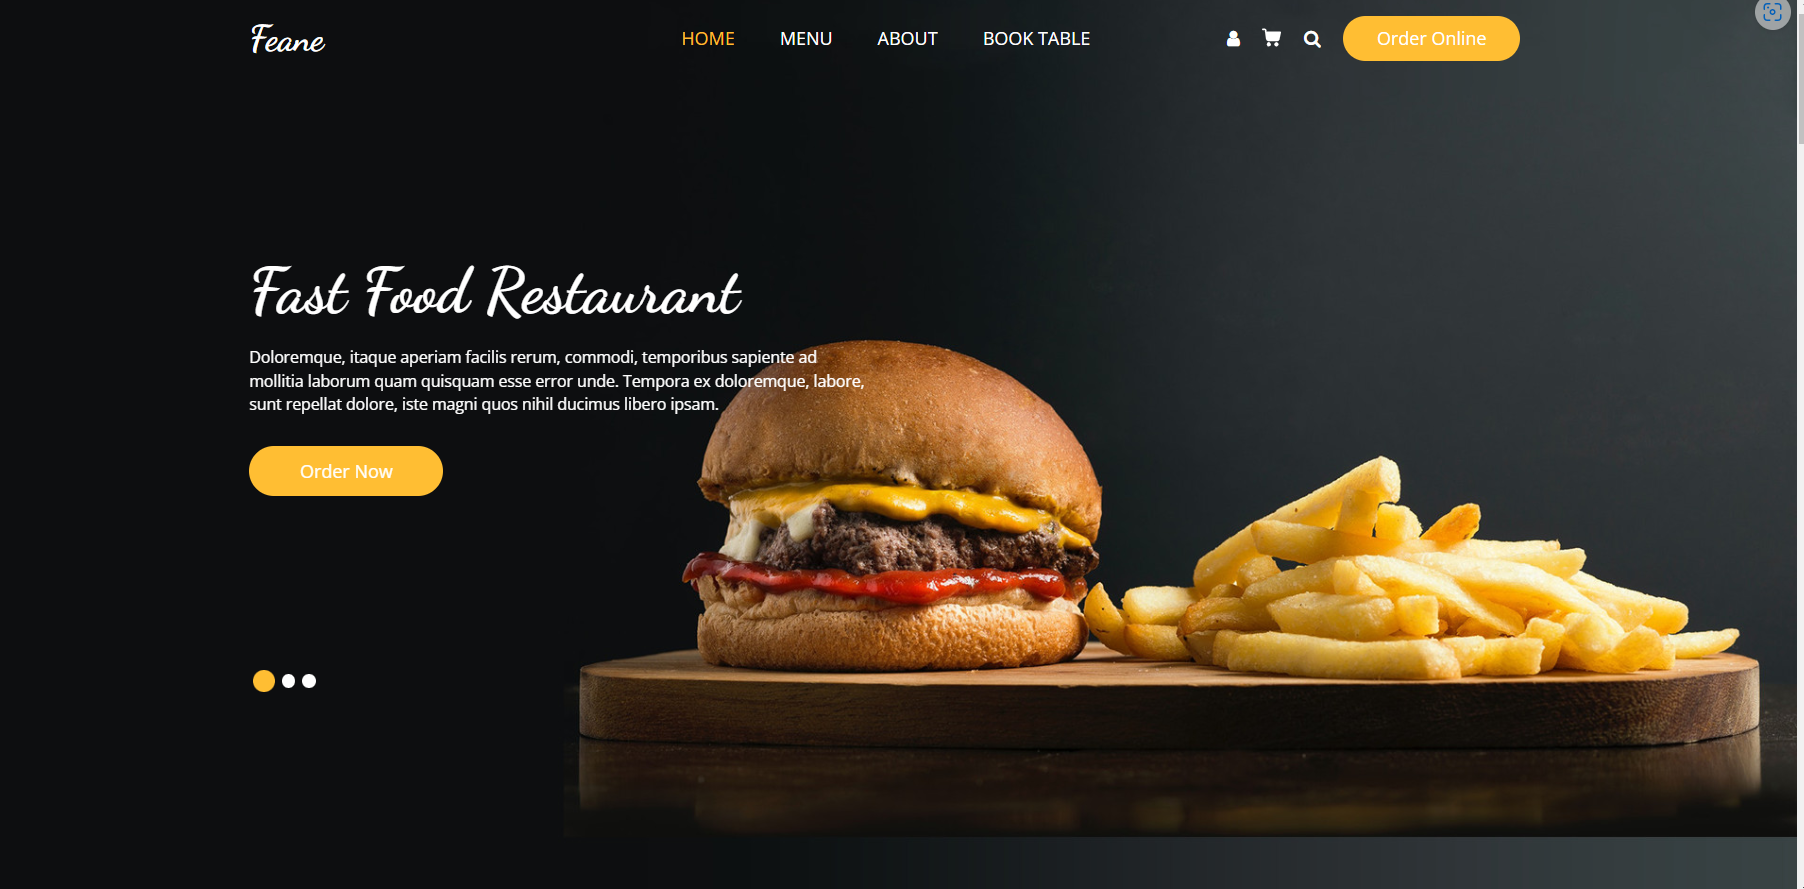 Feane
HOME
MENU
ABOUT
BOOK TABLE
Order Online
Fast Food Restaurant
Doloremque, itaque aperiam facilis rerum, commodi, temporibus sapiente ad
mollitia laborum quam quisquam esse error unde. Tempora ex doloremque, labore,
sunt repellat dolore, iste magni quos nihil ducimus libero ipsam.
Order Now